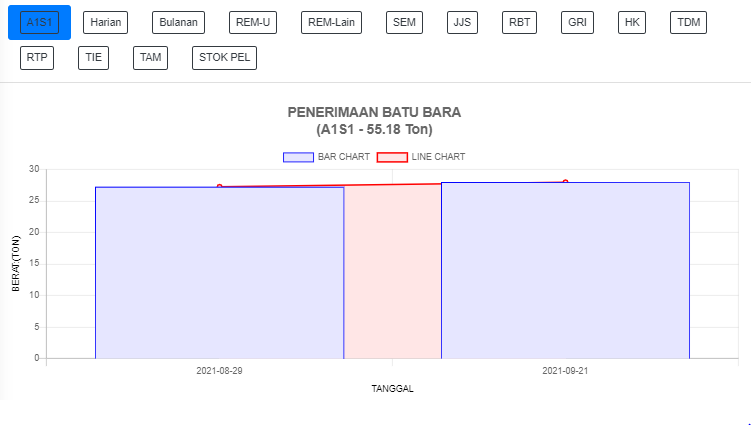 A1S1 Harian Bulanan REM-U REM-Lain SEM JJS RBT GRI HK TDM
RTP TIE TAM STOK PEL
PENERIMAAN BATU BARA
(A1S1 - 55.18 Ton)
BAR CHART LINE CHART
30
25
20
15
10
5
0
BERAT(TON)
2021-08-29 2021-09-21
TANGGAL